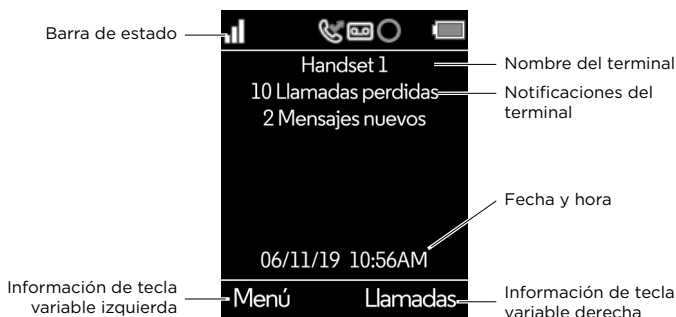 Barra de estado
Handset 1
Nombre del terminal
10 Llamadas perdidas
Notificaciones del
terminal
2 Mensajes nuevos
Fecha y hora
06/11/19 10:56AM
Información de tecla
variable izquierda
Menú
Llamadas
Información de tecla
variable derecha